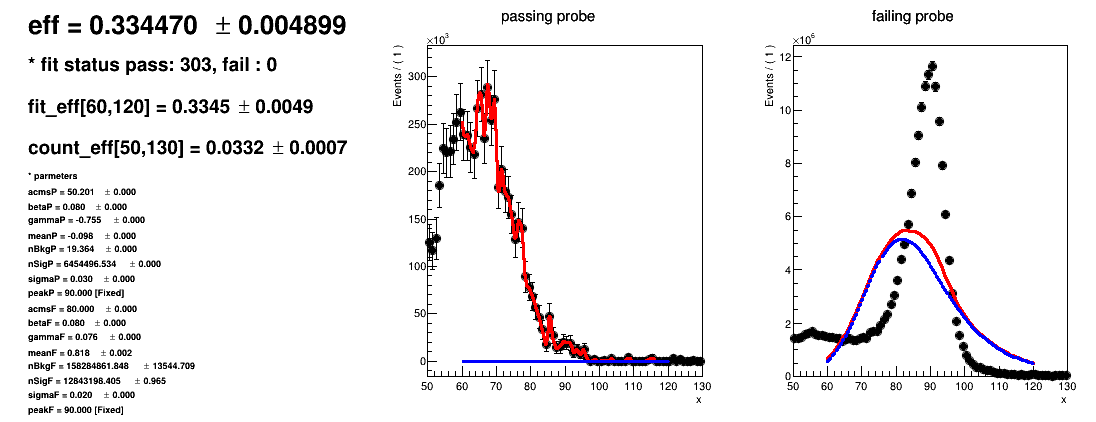 eff = 0.334470 ± 0.004899
* fit status pass: 303, fail : 0
fit_eff[60,120] = 0.3345 ± 0.0049
count_eff[50,130] = 0.0332 ± 0.0007
* parmeters
acmsP = 50.201 ± 0.000
betaP = 0.080 ± 0.000
gammaP = -0.755 ± 0.000
meanP = -0.098 ± 0.000
nBkgP = 19.364 ± 0.000
nSigP = 6454496.534 ± 0.000
sigmaP = 0.030 ± 0.000
peakP = 90.000 [Fixed]
acmsF = 80.000 ± 0.000
betaF = 0.080 ± 0.000
gammaF = 0.076 ± 0.000
meanF = 0.818 ± 0.002
nBkgF = 158284861.848 ± 13544.709
nSigF = 12843198.405 ± 0.965
sigmaF = 0.020 ± 0.000
peakF = 90.000 [Fixed]
passing probe
×10³
Events / ( 1 )
300
250
200
150
100
50
0
50 60 70 80 90 100 110 120 130
x
failing probe
×10⁶
Events / ( 1 )
12
10
8
6
4
2
0
50 60 70 80 90 100 110 120 130
x